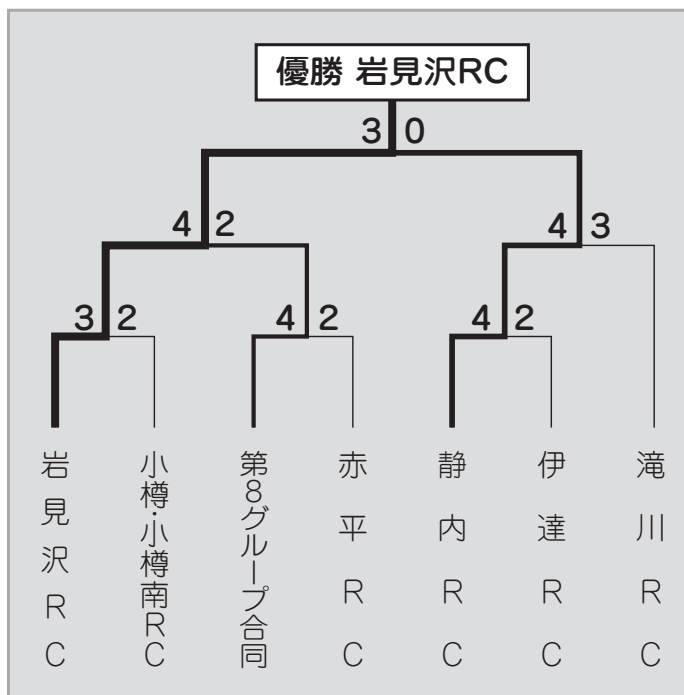 優勝 岩見沢RC
3 0
4 2
4 3
3 2
4 2
4 2
岩見沢RC
小樽・小樽南RC
第8グループ合同
赤平RC
静内RC
伊達RC
滝川RC